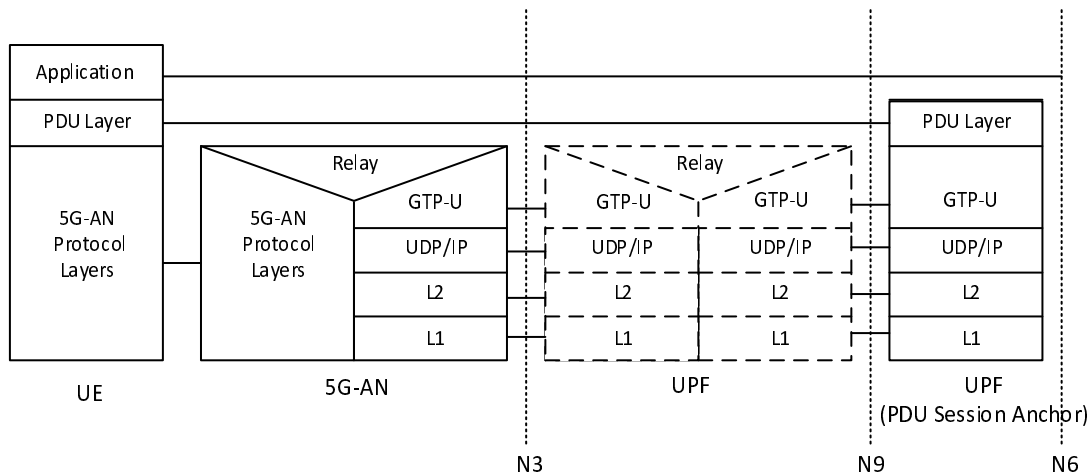 Application
PDU Layer
PDU Layer
Relay
Relay
5G-AN
Protocol
Layers
5G-AN
Protocol
Layers
GTP-U
GTP-U
GTP-U
GTP-U
UDP/IP
UDP/IP
UDP/IP
UDP/IP
L2
L2
L2
L2
L1
L1
L1
L1
UE
5G-AN
UPF
UPF
(PDU Session Anchor)
N3
N9
N6